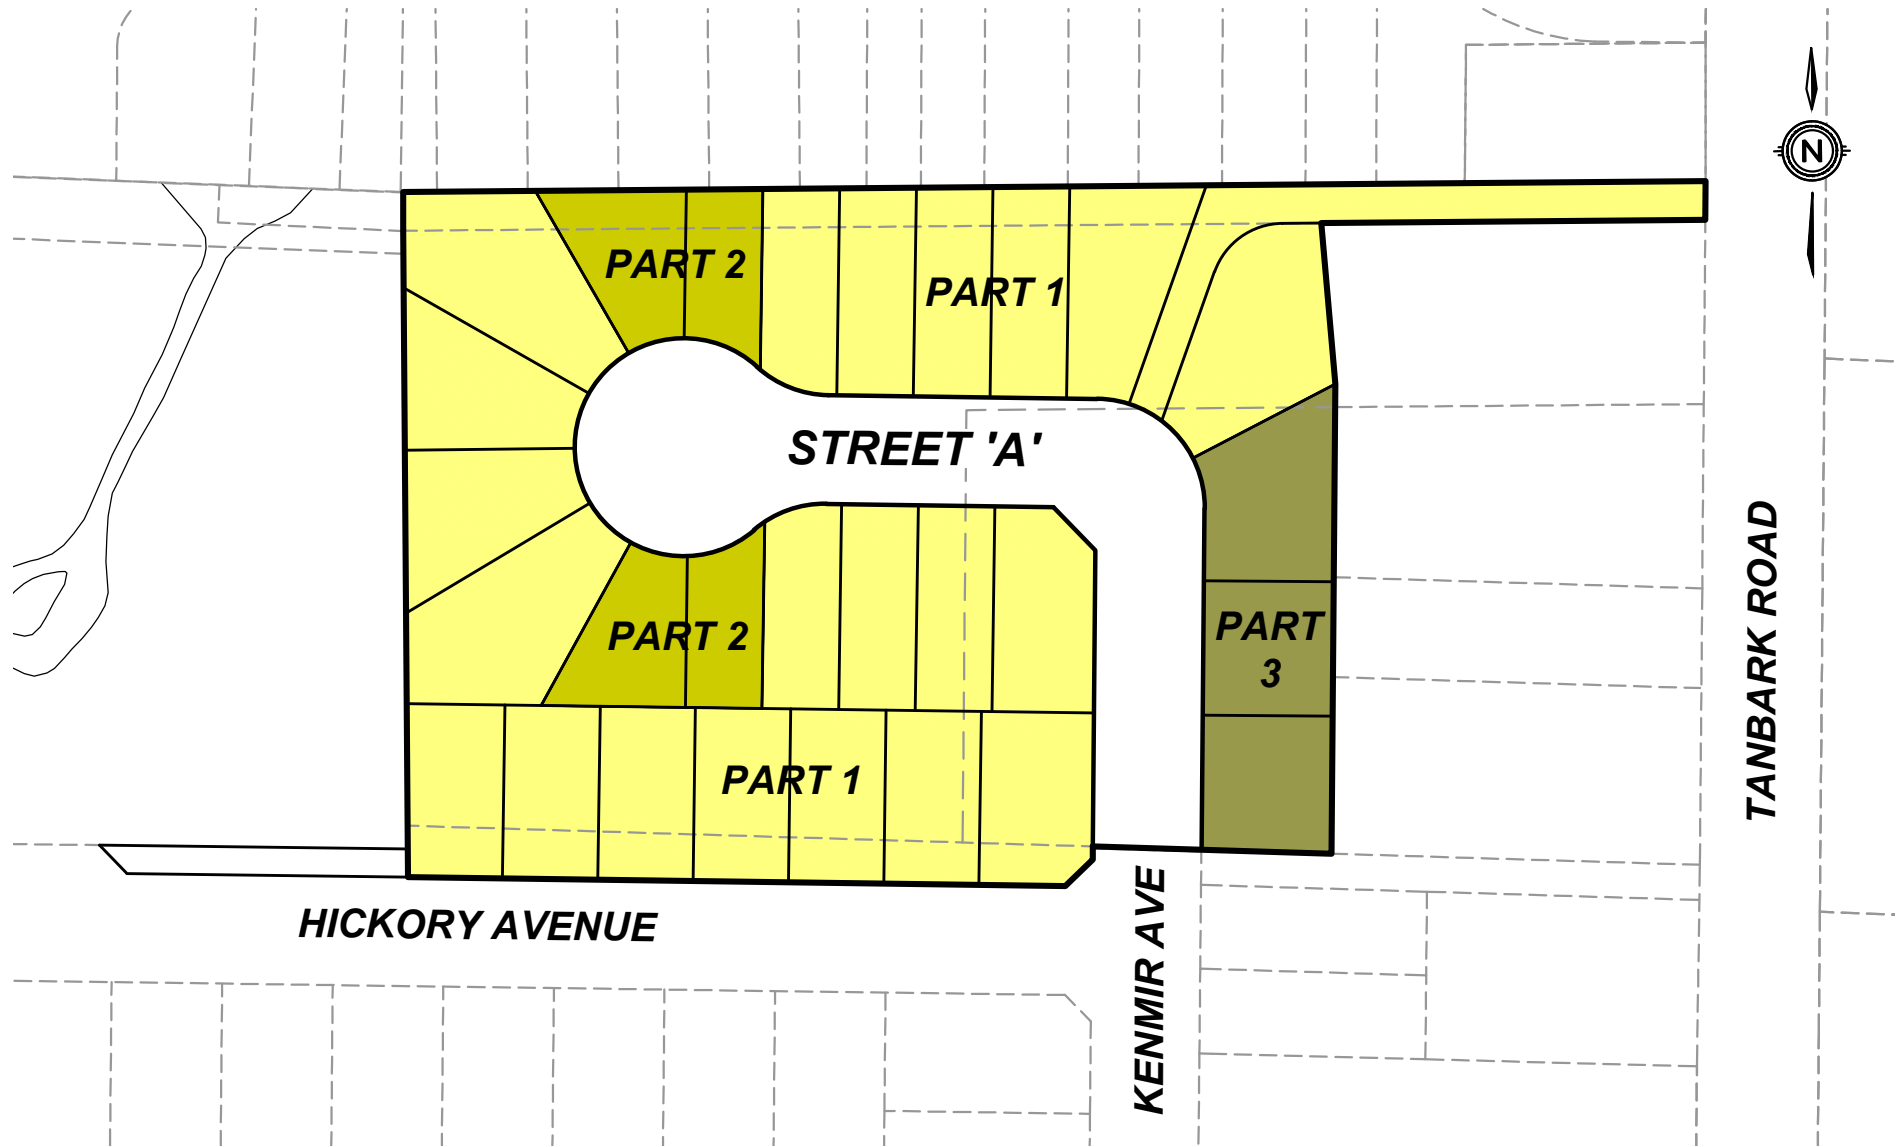 N
PART 2
PART 1
STREET 'A'
PART 2
PART
3
PART 1
TANBARK ROAD
HICKORY AVENUE
KENMIR AVE